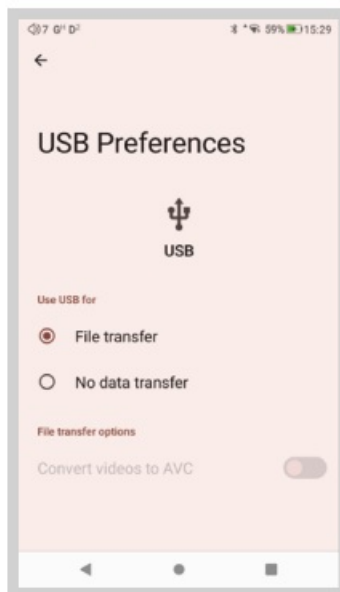 59% 15:29
USB Preferences
USB
Use USB for
File transfer
No data transfer
File transfer options
Convert videos to AVC